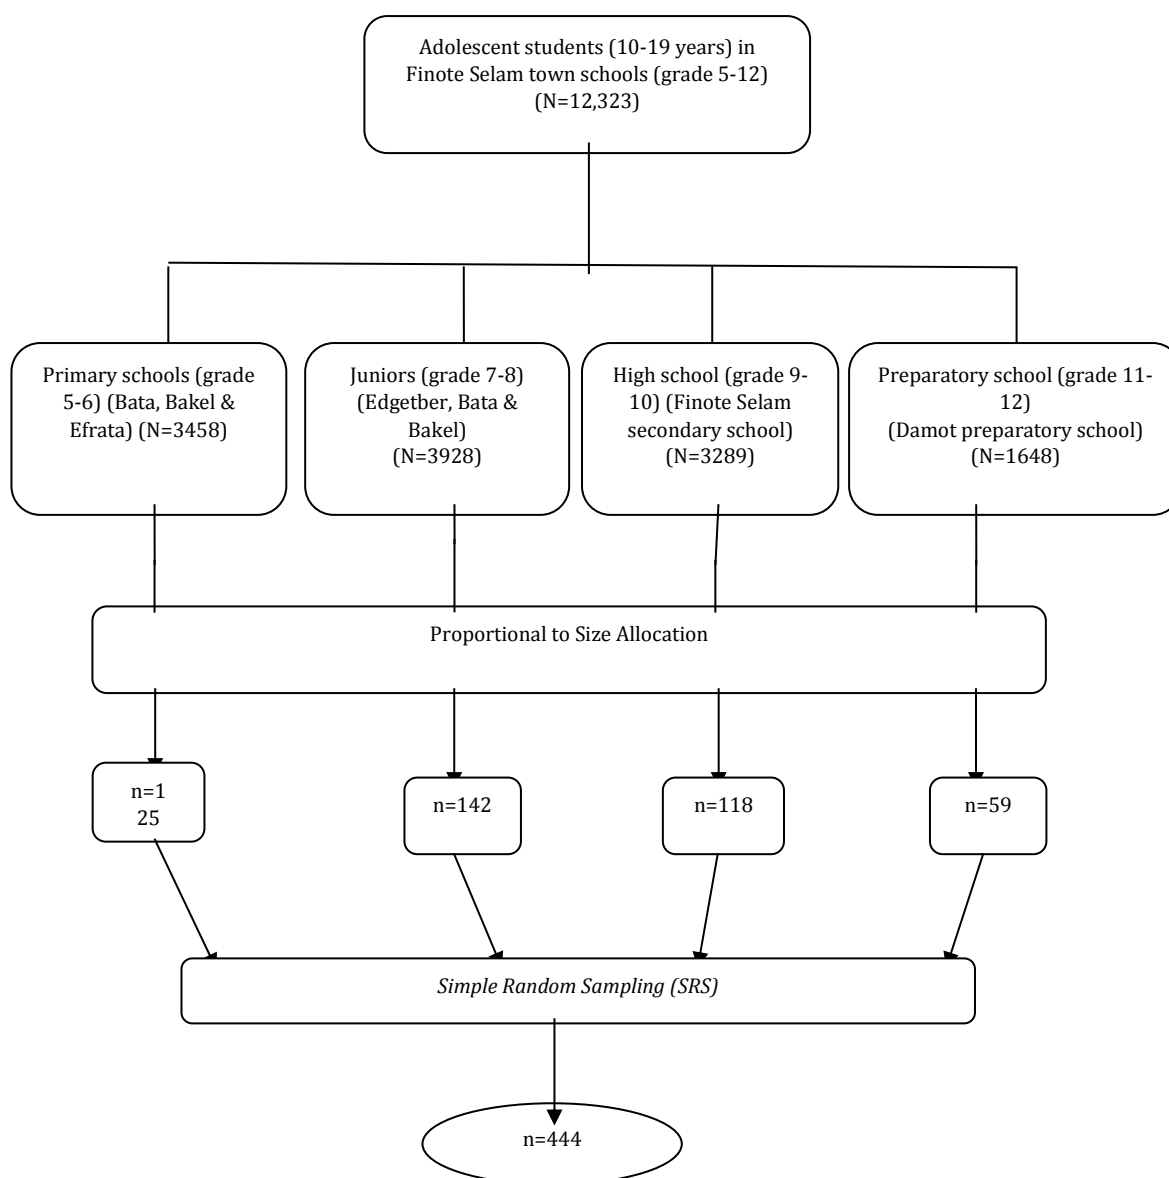 Adolescent students (10-19 years) in
Finote Selam town schools (grade 5-12)
(N=12,323)
Primary schools (grade
5-6) (Bata, Bakel &
Efrata) (N=3458)
Juniors (grade 7-8)
(Edgetber, Bata &
Bakel)
(N=3928)
High school (grade 9-
10) (Finote Selam
secondary school)
(N=3289)
Preparatory school (grade 11-
12)
(Damot preparatory school)
(N=1648)
Proportional to Size Allocation
n=1
25
n=142
n=118
n=59
Simple Random Sampling (SRS)
n=444